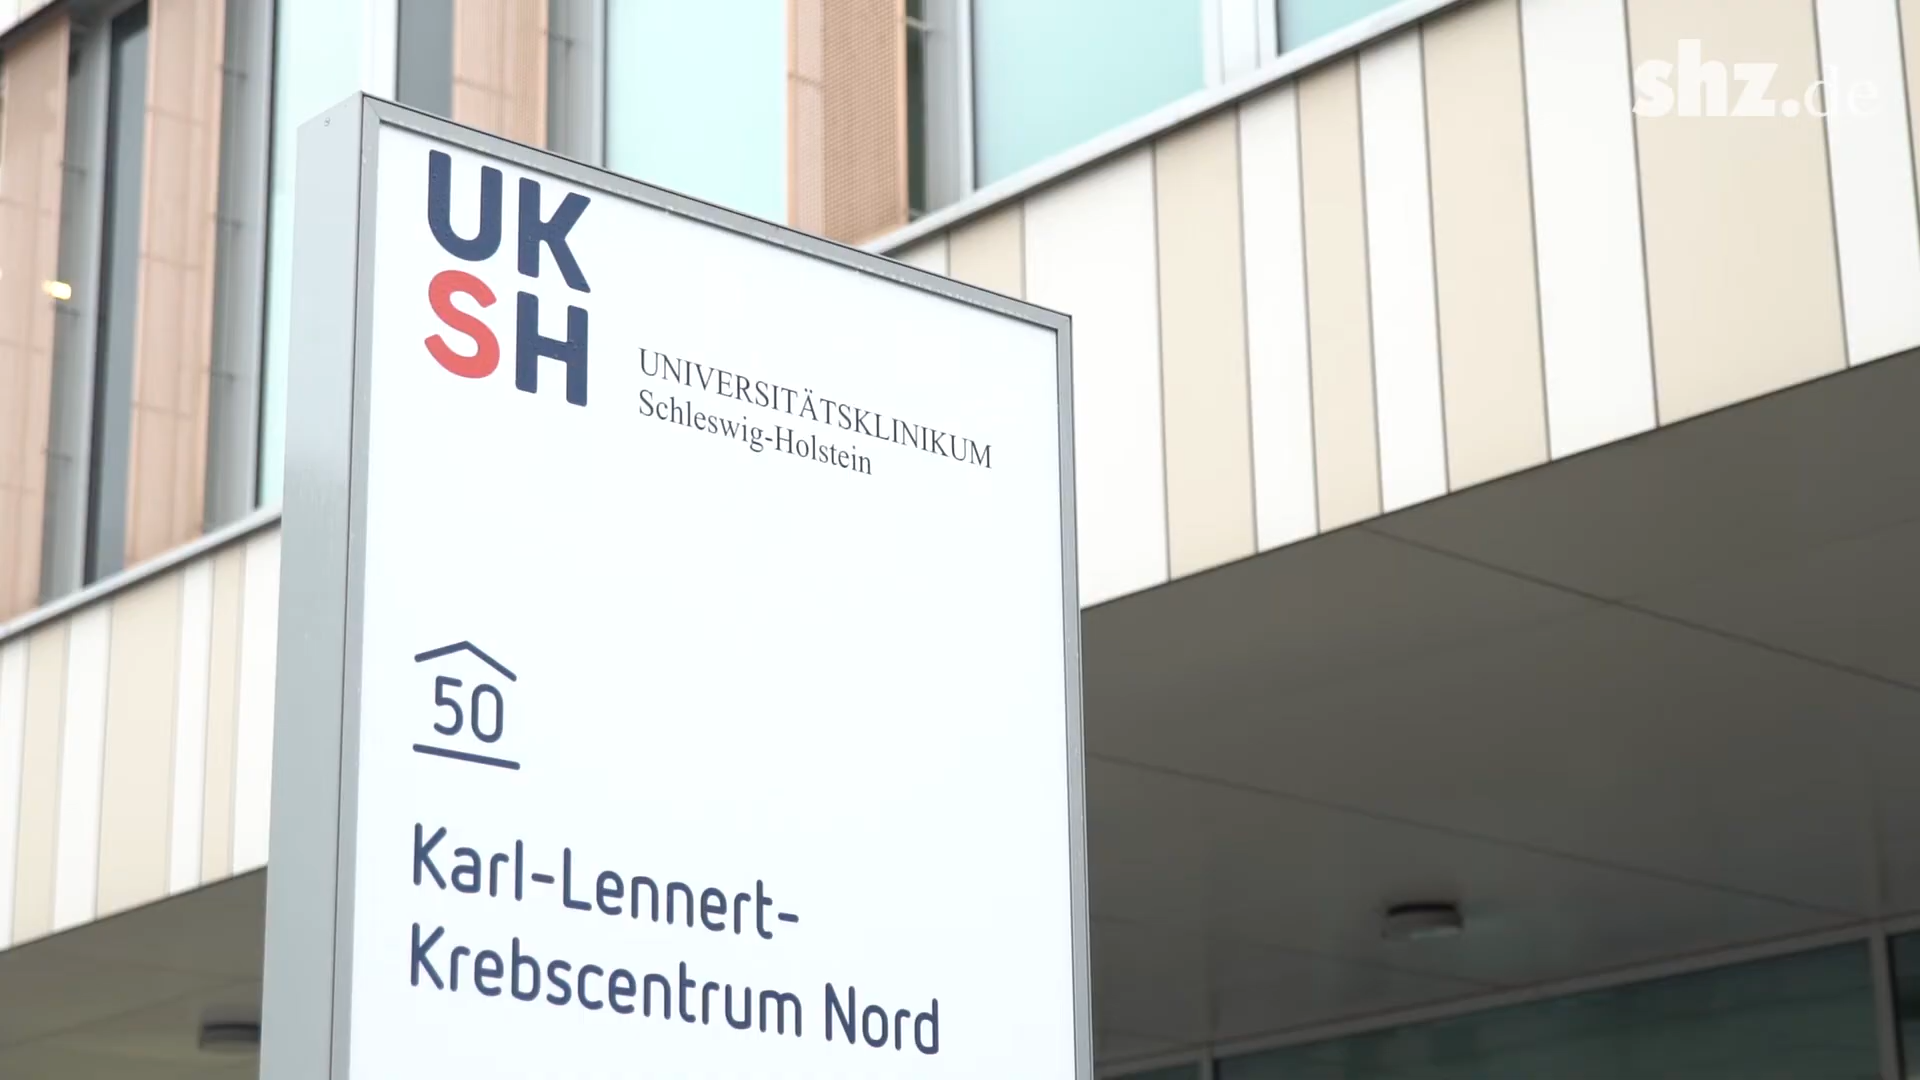 shz.de
UK
SH
UNIVERSITÄTSKLINIKUM
Schleswig-Holstein
50
Karl-Lennert-
Krebscentrum Nord